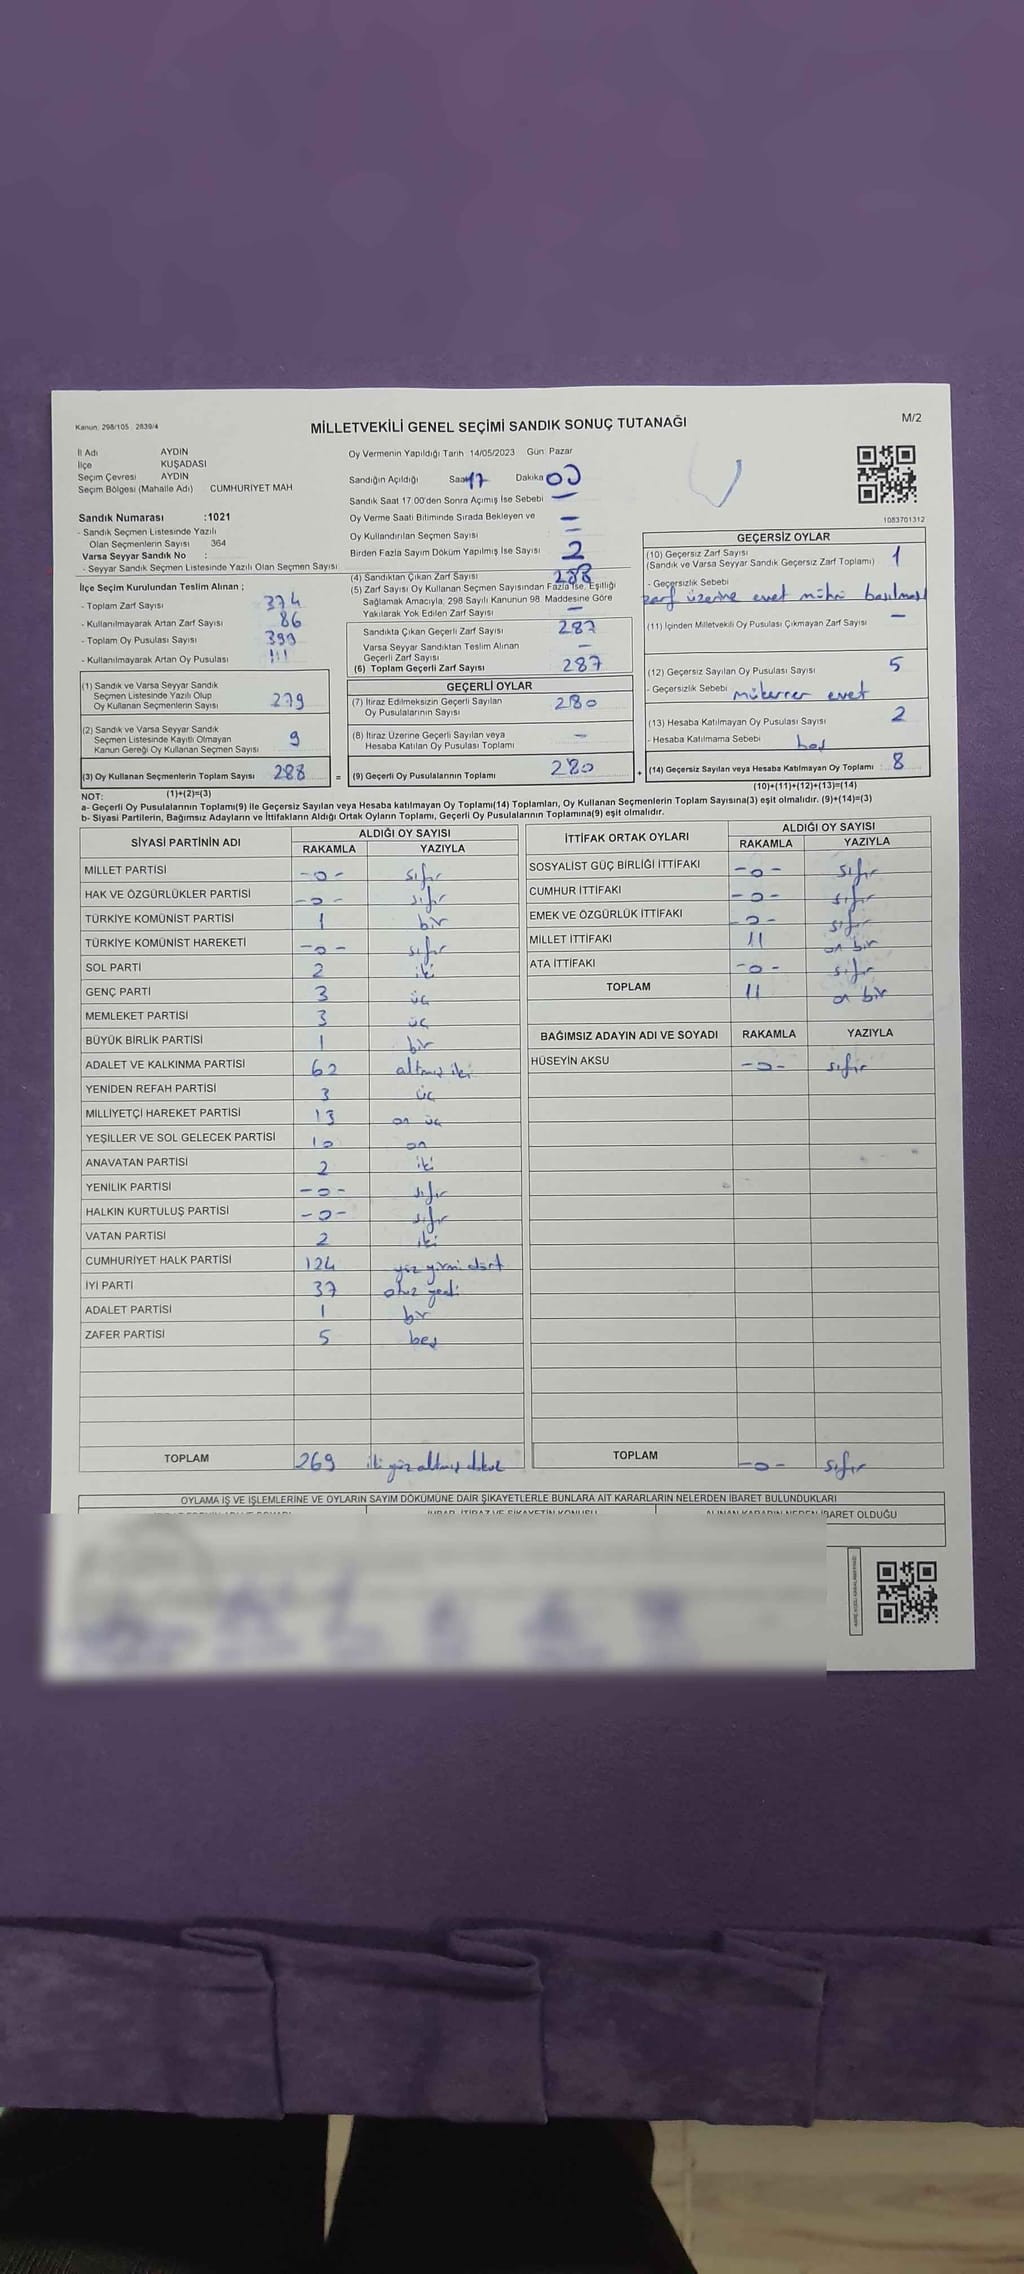 Kanun: 298/105, 2839/4
MİLLETVEKİLİ GENEL SEÇİMİ SANDIK SONUÇ TUTANAĞI
M/2
İl Adı AYDIN
İlçe KUŞADASI
Seçim Çevresi AYDIN
Seçim Bölgesi (Mahalle Adı) CUMHURİYET MAH
Sandık Numarası :1021
- Sandık Seçmen Listesinde Yazılı
Olan Seçmenlerin Sayısı 364
Varsa Seyyar Sandık No :
- Seyyar Sandık Seçmen Listesinde Yazılı Olan Seçmen Sayısı:
Oy Vermenin Yapıldığı Tarih 14/05/2023 Gün: Pazar
Sandığın Açıldığı Saat 17 Dakika 00
Sandık Saat 17:00'den Sonra Açımış İse Sebebi —
Oy Verme Saati Bitiminde Sırada Bekleyen ve —
Oy Kullandırılan Seçmen Sayısı —
Birden Fazla Sayım Döküm Yapılmış İse Sayısı 2
1083701312
İlçe Seçim Kurulundan Teslim Alınan ;
- Toplam Zarf Sayısı 374
- Kullanılmayarak Artan Zarf Sayısı 86
- Toplam Oy Pusulası Sayısı 399
- Kullanılmayarak Artan Oy Pusulası 111
(1) Sandık ve Varsa Seyyar Sandık
Seçmen Listesinde Yazılı Olup
Oy Kullanan Seçmenlerin Sayısı 279
(2) Sandık ve Varsa Seyyar Sandık
Seçmen Listesinde Kayıtlı Olmayan
Kanun Gereği Oy Kullanan Seçmen Sayısı 9
(3) Oy Kullanan Seçmenlerin Toplam Sayısı 288 =
(4) Sandıktan Çıkan Zarf Sayısı 288
(5) Zarf Sayısı Oy Kullanan Seçmen Sayısından Fazla İse, Eşitliği
Sağlamak Amacıyla; 298 Sayılı Kanunun 98. Maddesine Göre
Yakılarak Yok Edilen Zarf Sayısı —
Sandıkta Çıkan Geçerli Zarf Sayısı 287
Varsa Seyyar Sandıktan Teslim Alınan
Geçerli Zarf Sayısı —
(6) Toplam Geçerli Zarf Sayısı 287
GEÇERLİ OYLAR
(7) İtiraz Edilmeksizin Geçerli Sayılan
Oy Pusulalarının Sayısı 280
(8) İtiraz Üzerine Geçerli Sayılan veya
Hesaba Katılan Oy Pusulası Toplamı —
(9) Geçerli Oy Pusulalarının Toplamı 280 +
GEÇERSİZ OYLAR
(10) Geçersiz Zarf Sayısı 1
(Sandık ve Varsa Seyyar Sandık Geçersiz Zarf Toplamı)
- Geçersizlik Sebebi
zarf üzerine evet mührü basılması
(11) İçinden Milletvekili Oy Pusulası Çıkmayan Zarf Sayısı —
(12) Geçersiz Sayılan Oy Pusulası Sayısı 5
- Geçersizlik Sebebi mükerrer evet
(13) Hesaba Katılmayan Oy Pusulası Sayısı 2
- Hesaba Katılmama Sebebi boş
(14) Geçersiz Sayılan veya Hesaba Katılmayan Oy Toplamı 8
NOT: (1)+(2)=(3) (10)+(11)+(12)+(13)=(14)
a- Geçerli Oy Pusulalarının Toplamı(9) ile Geçersiz Sayılan veya Hesaba katılmayan Oy Toplamı(14) Toplamları, Oy Kullanan Seçmenlerin Toplam Sayısına(3) eşit olmalıdır. (9)+(14)=(3)
b- Siyasi Partilerin, Bağımsız Adayların ve İttifakların Aldığı Ortak Oyların Toplamı, Geçerli Oy Pusulalarının Toplamına(9) eşit olmalıdır.
SİYASİ PARTİNİN ADI ALDIĞI OY SAYISI
RAKAMLA YAZIYLA
MİLLET PARTİSİ -0- sıfır
HAK VE ÖZGÜRLÜKLER PARTİSİ -0- sıfır
TÜRKİYE KOMÜNİST PARTİSİ 1 bir
TÜRKİYE KOMÜNİST HAREKETİ -0- sıfır
SOL PARTİ 2 iki
GENÇ PARTİ 3 üç
MEMLEKET PARTİSİ 3 üç
BÜYÜK BİRLİK PARTİSİ 1 bir
ADALET VE KALKINMA PARTİSİ 62 altmış iki
YENİDEN REFAH PARTİSİ 3 üç
MİLLİYETÇİ HAREKET PARTİSİ 13 on üç
YEŞİLLER VE SOL GELECEK PARTİSİ 10 on
ANAVATAN PARTİSİ 2 iki
YENİLİK PARTİSİ -0- sıfır
HALKIN KURTULUŞ PARTİSİ -0- sıfır
VATAN PARTİSİ 2 iki
CUMHURİYET HALK PARTİSİ 124 yüz yirmi dört
İYİ PARTİ 37 otuz yedi
ADALET PARTİSİ 1 bir
ZAFER PARTİSİ 5 beş
TOPLAM 269 iki yüz altmış dokuz
İTTİFAK ORTAK OYLARI ALDIĞI OY SAYISI
RAKAMLA YAZIYLA
SOSYALİST GÜÇ BİRLİĞİ İTTİFAKI -0- sıfır
CUMHUR İTTİFAKI -0- sıfır
EMEK VE ÖZGÜRLÜK İTTİFAKI -0- sıfır
MİLLET İTTİFAKI 11 on bir
ATA İTTİFAKI -0- sıfır
TOPLAM 11 on bir
BAĞIMSIZ ADAYIN ADI VE SOYADI RAKAMLA YAZIYLA
HÜSEYİN AKSU -0- sıfır
TOPLAM -0- sıfır
OYLAMA İŞ VE İŞLEMLERİNE VE OYLARIN SAYIM DÖKÜMÜNE DAİR ŞİKAYETLERLE BUNLARA AİT KARARLARIN NELERDEN İBARET BULUNDUKLARI
İHBAR, İTİRAZ VE ŞİKAYETİN KONUSU ALINAN KARARIN NEDEN İBARET OLDUĞU